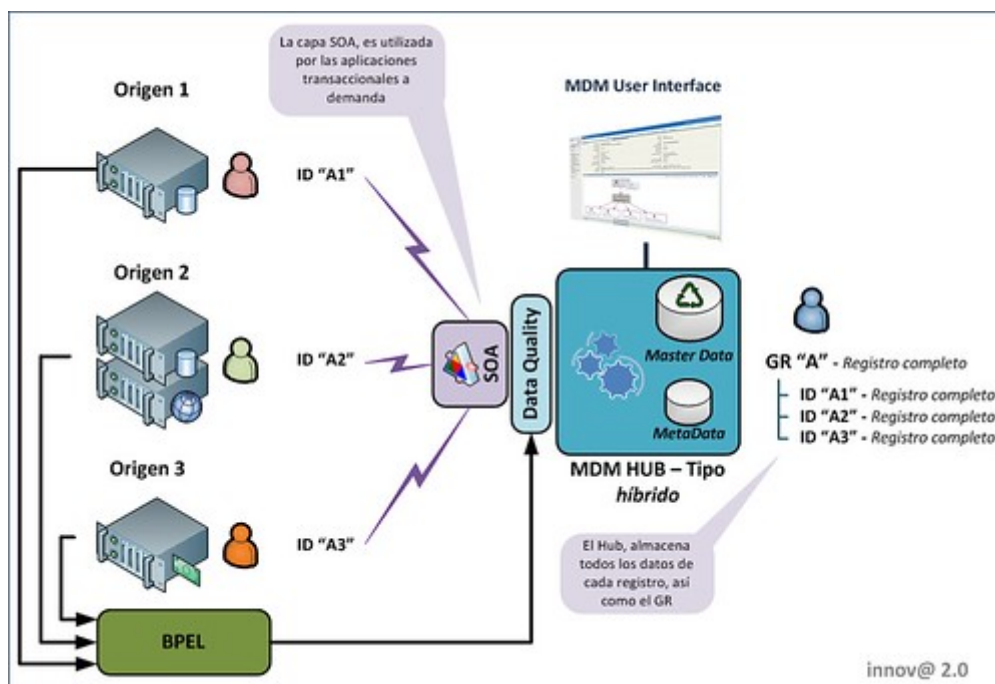 La capa SOA, es utilizada
por las aplicaciones
transaccionales a
demanda
Origen 1
ID “A1”
MDM User Interface
Origen 2
ID “A2”
SOA
Data Quality
Master Data
MetaData
MDM HUB – Tipo
híbrido
GR “A” - Registro completo
ID “A1” - Registro completo
ID “A2” - Registro completo
ID “A3” - Registro completo
Origen 3
ID “A3”
El Hub, almacena
todos los datos de
cada registro, así
como el GR
BPEL
innov@ 2.0